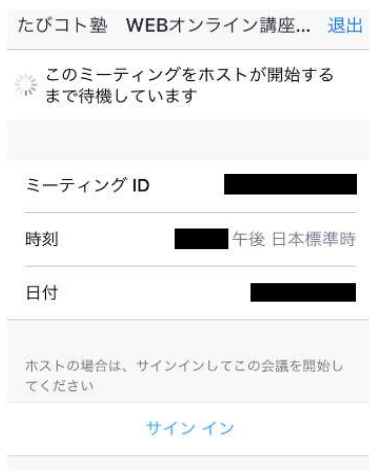 たびコト塾　WEBオンライン講座... 退出
このミーティングをホストが開始する
まで待機しています
ミーティング ID
時刻 午後 日本標準時
日付
ホストの場合は、サインインしてこの会議を開始し
てください
サイン イン